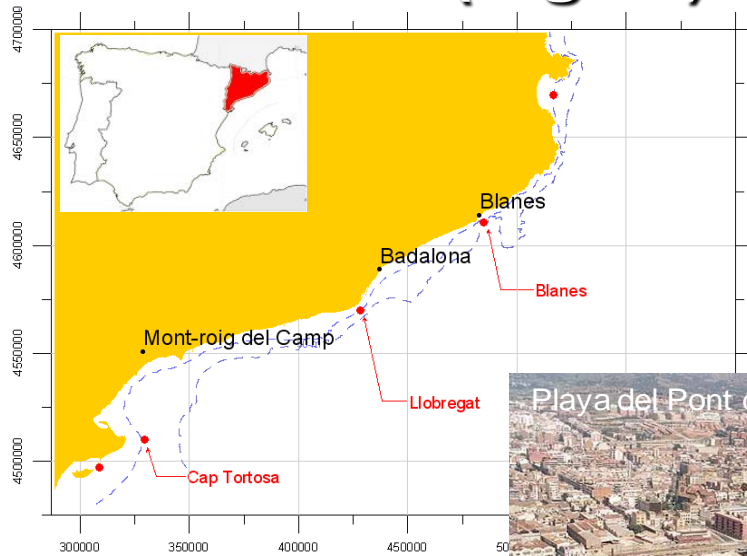 4700000
4650000
4600000
4550000
4500000
Blanes
Badalona
Blanes
Mont-roig del Camp
Llobregat
Playa del Pont
Cap Tortosa
300000
350000
400000
450000